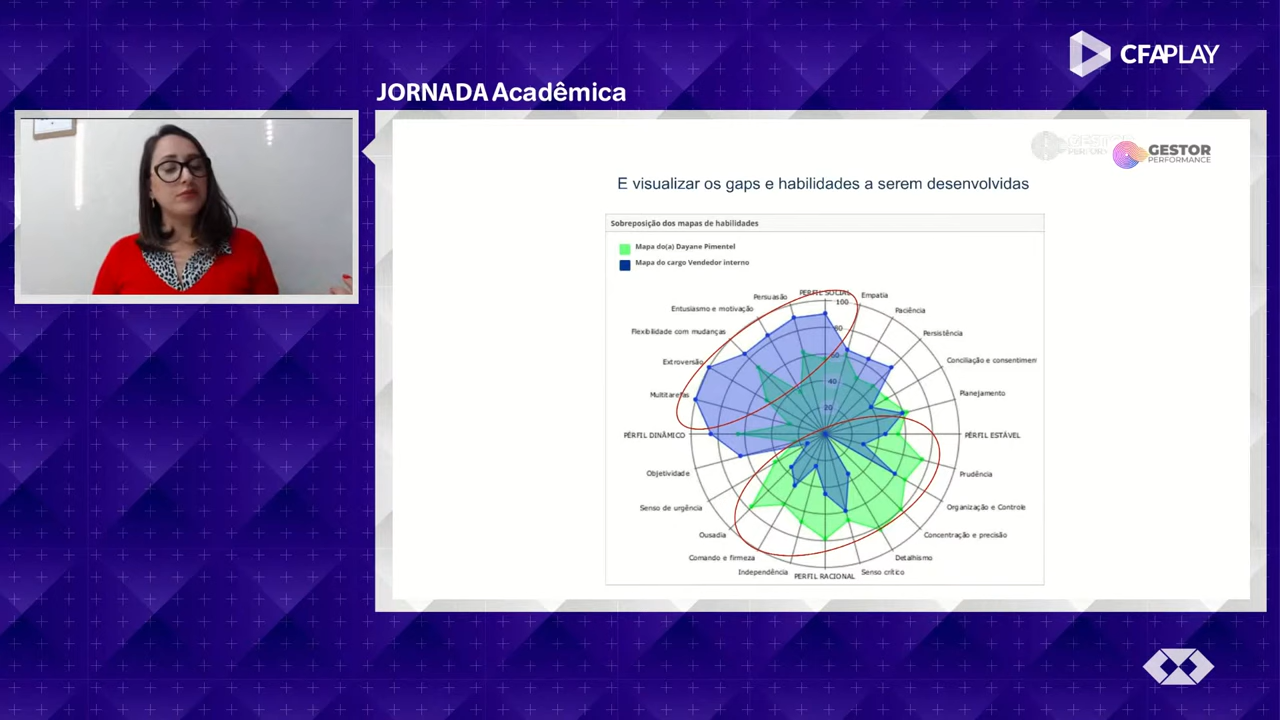 CFAPLAY
JORNADA Acadêmica
GESTOR
PERFORMANCE
E visualizar os gaps e habilidades a serem desenvolvidas
Sobreposição dos mapas de habilidades
Mapa do(a) Dayane Pimentel
Mapa do cargo Vendedor interno
PERFIL SOCIAL
Empatia
Persuasão
100
Entusiasmo e motivação
Paciência
80
Flexibilidade com mudanças
Persistência
60
Extroversão
Conciliação e consentimen
40
Multitarefas
Planejamento
20
PERFIL DINÂMICO
PERFIL ESTÁVEL
Objetividade
Prudência
Senso de urgência
Organização e Controle
Ousadia
Concentração e precisão
Comando e firmeza
Detalhismo
Independência
PERFIL RACIONAL
Senso crítico